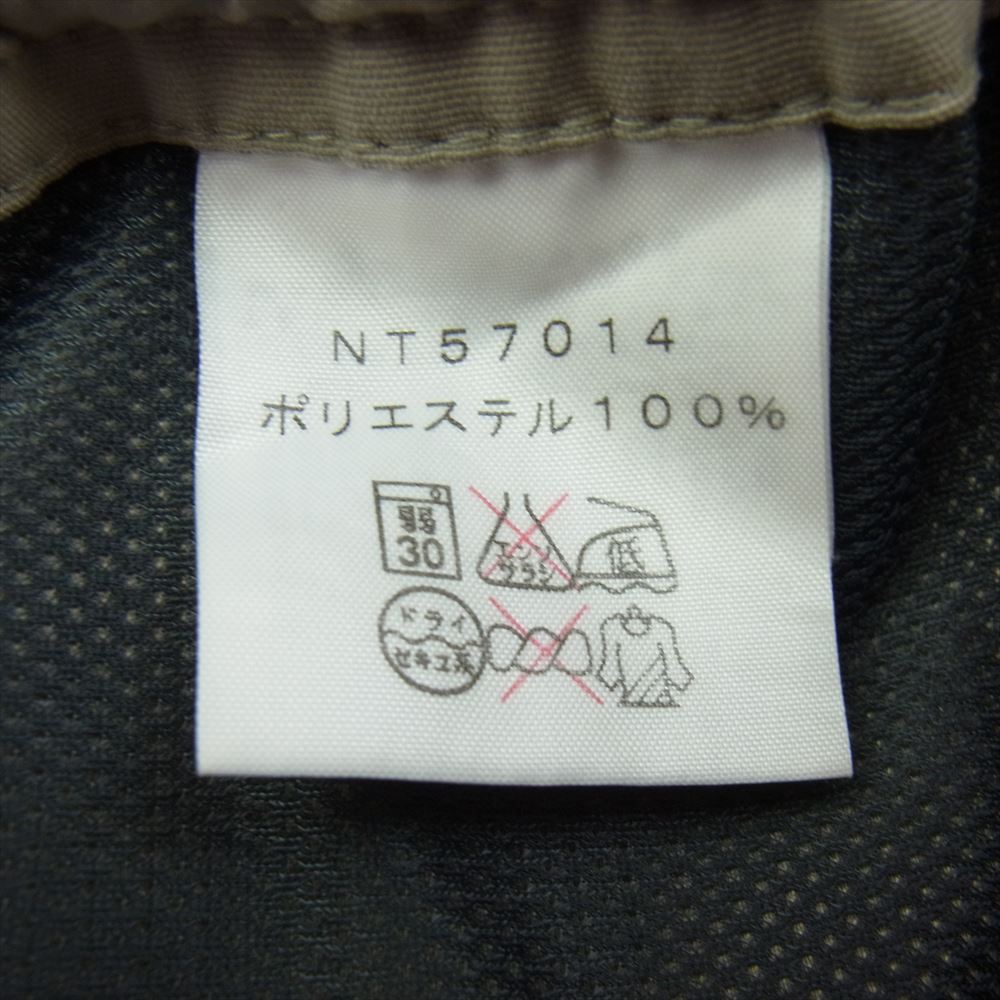 NT57014
ポリエステル100%
弱 エンソ 低
30 サラシ
ドライ
セキユ系